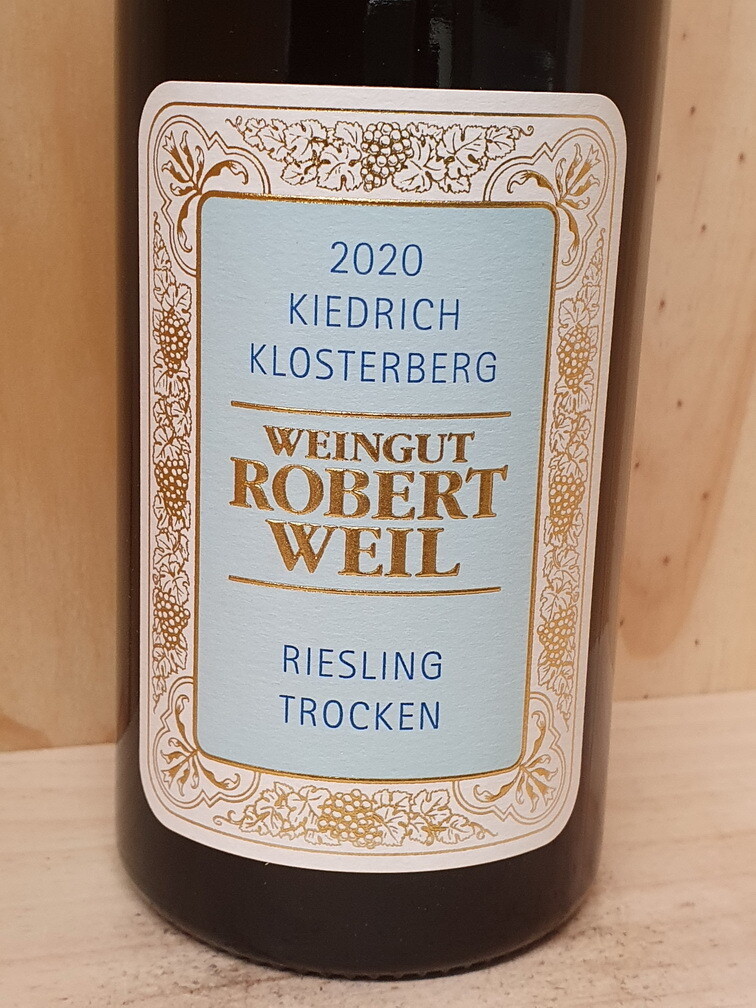 2020
KIEDRICH
KLOSTERBERG
WEINGUT
ROBERT
WEIL
RIESLING
TROCKEN